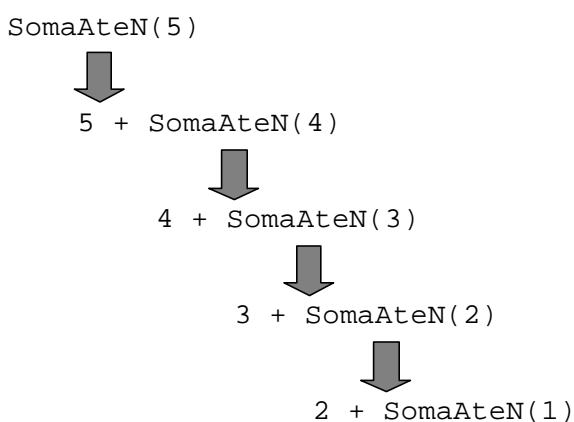 SomaAteN(5)
5 + SomaAteN(4)
4 + SomaAteN(3)
3 + SomaAteN(2)
2 + SomaAteN(1)